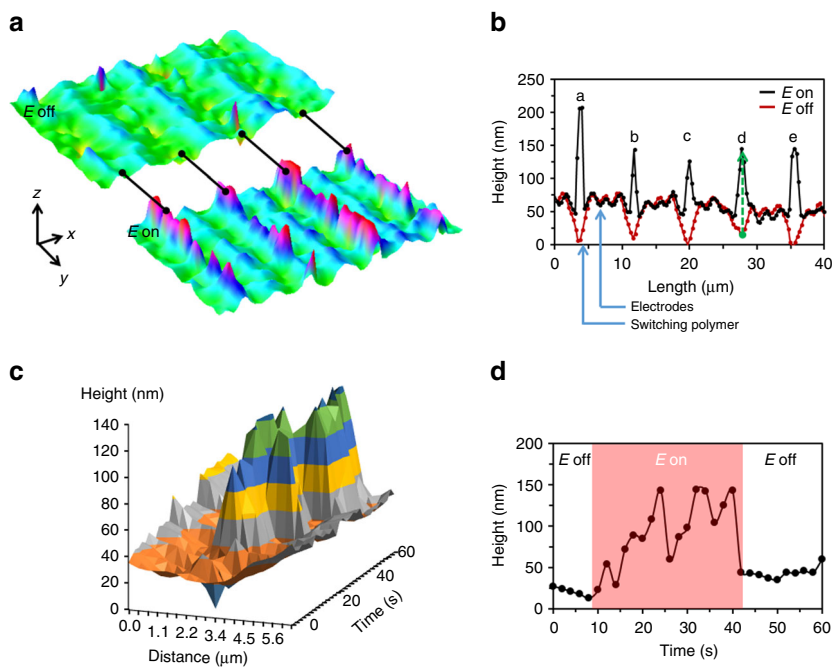 a
E off
E on
z
x
y
b
250
200
150
100
50
0
Height (nm)
0
10
20
30
40
Length (μm)
E on
E off
a
b
c
d
e
Electrodes
Switching polymer
c
Height (nm)
140
120
100
80
60
40
20
0
0.0
1.1
2.2
3.4
4.5
5.6
Distance (μm)
0
20
40
60
Time (s)
d
200
150
100
50
0
Height (nm)
E off
E on
E off
0
10
20
30
40
50
60
Time (s)